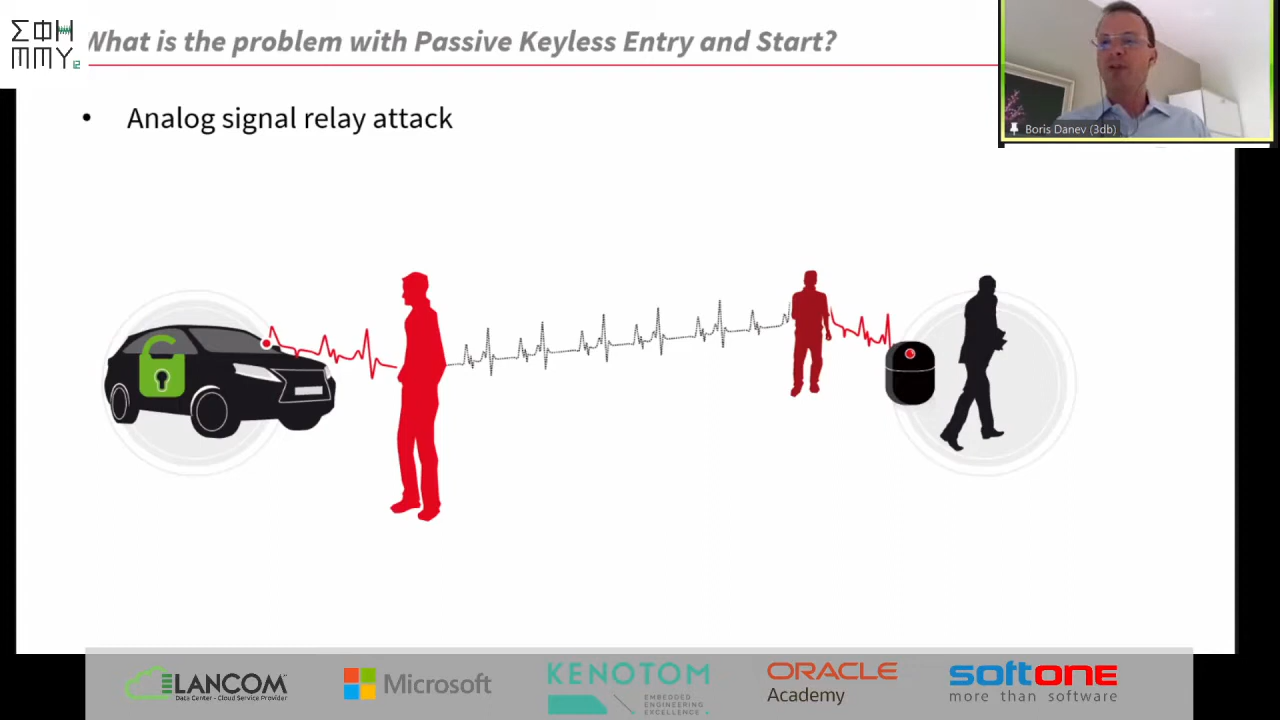 ΣΦΗ
ΜΜΥ12
What is the problem with Passive Keyless Entry and Start?
Boris Danev (3db)
• Analog signal relay attack
LANCOM
Data Center - Cloud Service Provider
Microsoft
KENOTOM
EMBEDDED
ENGINEERING
EXCELLENCE
ORACLE
Academy
softone
more than software